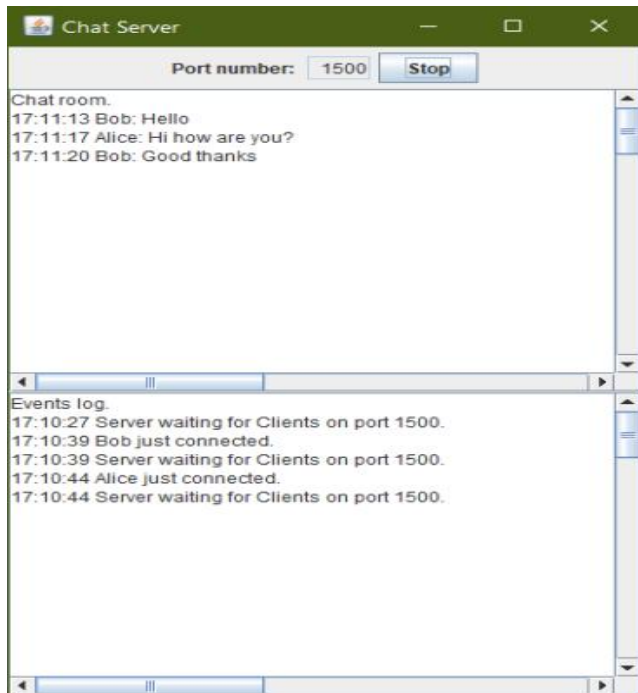 Chat Server
Port number: 1500 Stop
Chat room.
17:11:13 Bob: Hello
17:11:17 Alice: Hi how are you?
17:11:20 Bob: Good thanks
Events log.
17:10:27 Server waiting for Clients on port 1500.
17:10:39 Bob just connected.
17:10:39 Server waiting for Clients on port 1500.
17:10:44 Alice just connected.
17:10:44 Server waiting for Clients on port 1500.